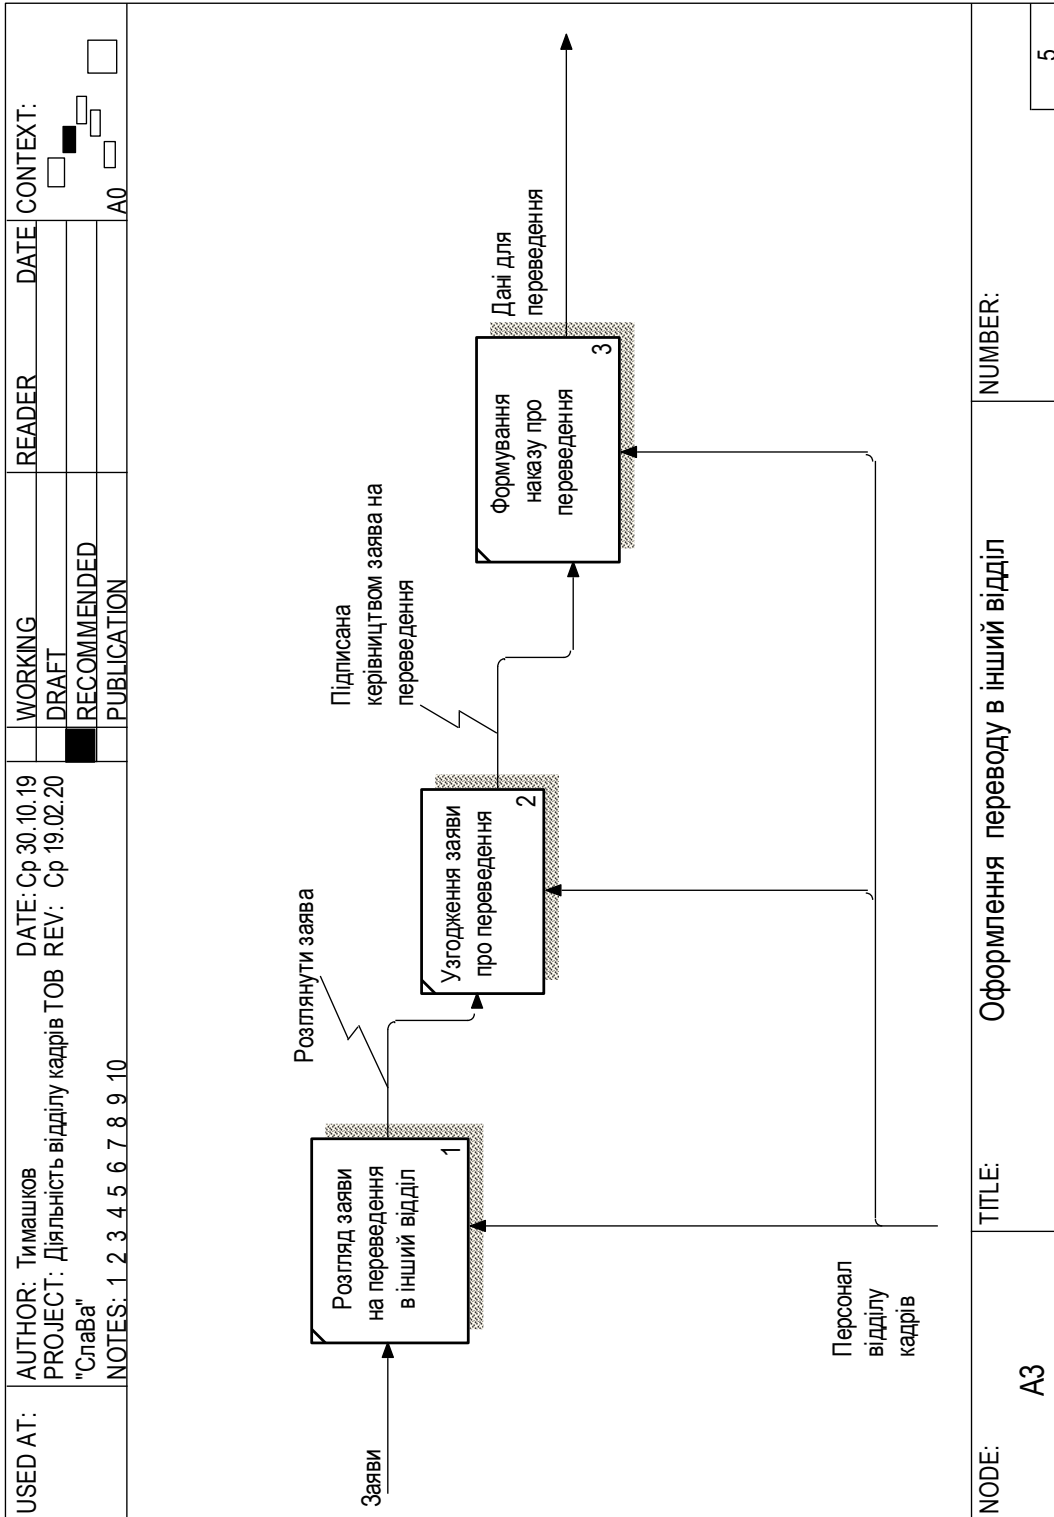 USED AT:
AUTHOR: Тимашков
DATE: Ср 30.10.19
PROJECT: Діяльність відділу кадрів ТОВ
REV: Ср 19.02.20
"СлаВа"
NOTES: 1 2 3 4 5 6 7 8 9 10
WORKING
DRAFT
RECOMMENDED
PUBLICATION
READER
DATE
CONTEXT:
A0
Заяви
Розгляд заяви
на переведення
в інший відділ
1
Розглянути заява
Узгодження заяви
про переведення
2
Підписана
керівництвом заява на
переведення
Формування
наказу про
переведення
3
Дані для
переведення
Персонал
відділу
кадрів
NODE:
A3
TITLE:
Оформлення переводу в інший відділ
NUMBER:
5